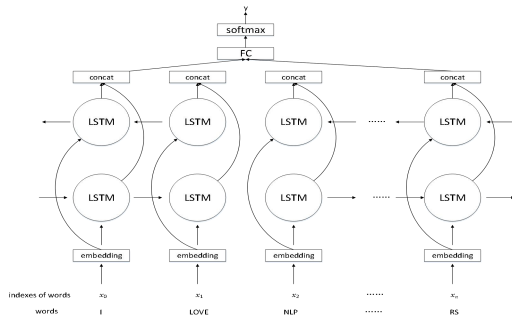 y
softmax
FC
concat concat concat concat
LSTM LSTM LSTM ...... LSTM
LSTM LSTM LSTM ...... LSTM
embedding embedding embedding embedding
indexes of words x₀ x₁ x₂ ...... xₙ
words I LOVE NLP ...... RS